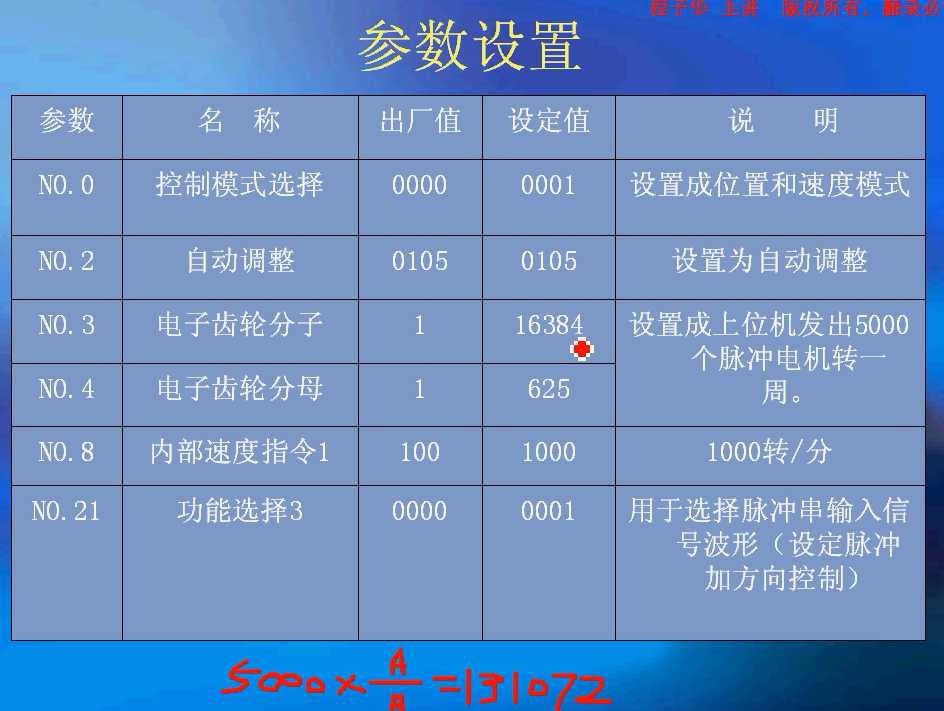 程子华 主讲 版权所有，翻录必
参数设置
参数 名 称 出厂值 设定值 说 明
NO.0 控制模式选择 0000 0001 设置成位置和速度模式
NO.2 自动调整 0105 0105 设置为自动调整
NO.3 电子齿轮分子 1 16384 设置成上位机发出5000
个脉冲电机转一
NO.4 电子齿轮分母 1 625 周。
NO.8 内部速度指令1 100 1000 1000转/分
NO.21 功能选择3 0000 0001 用于选择脉冲串输入信
号波形（设定脉冲
加方向控制）
5000×A/B=131072